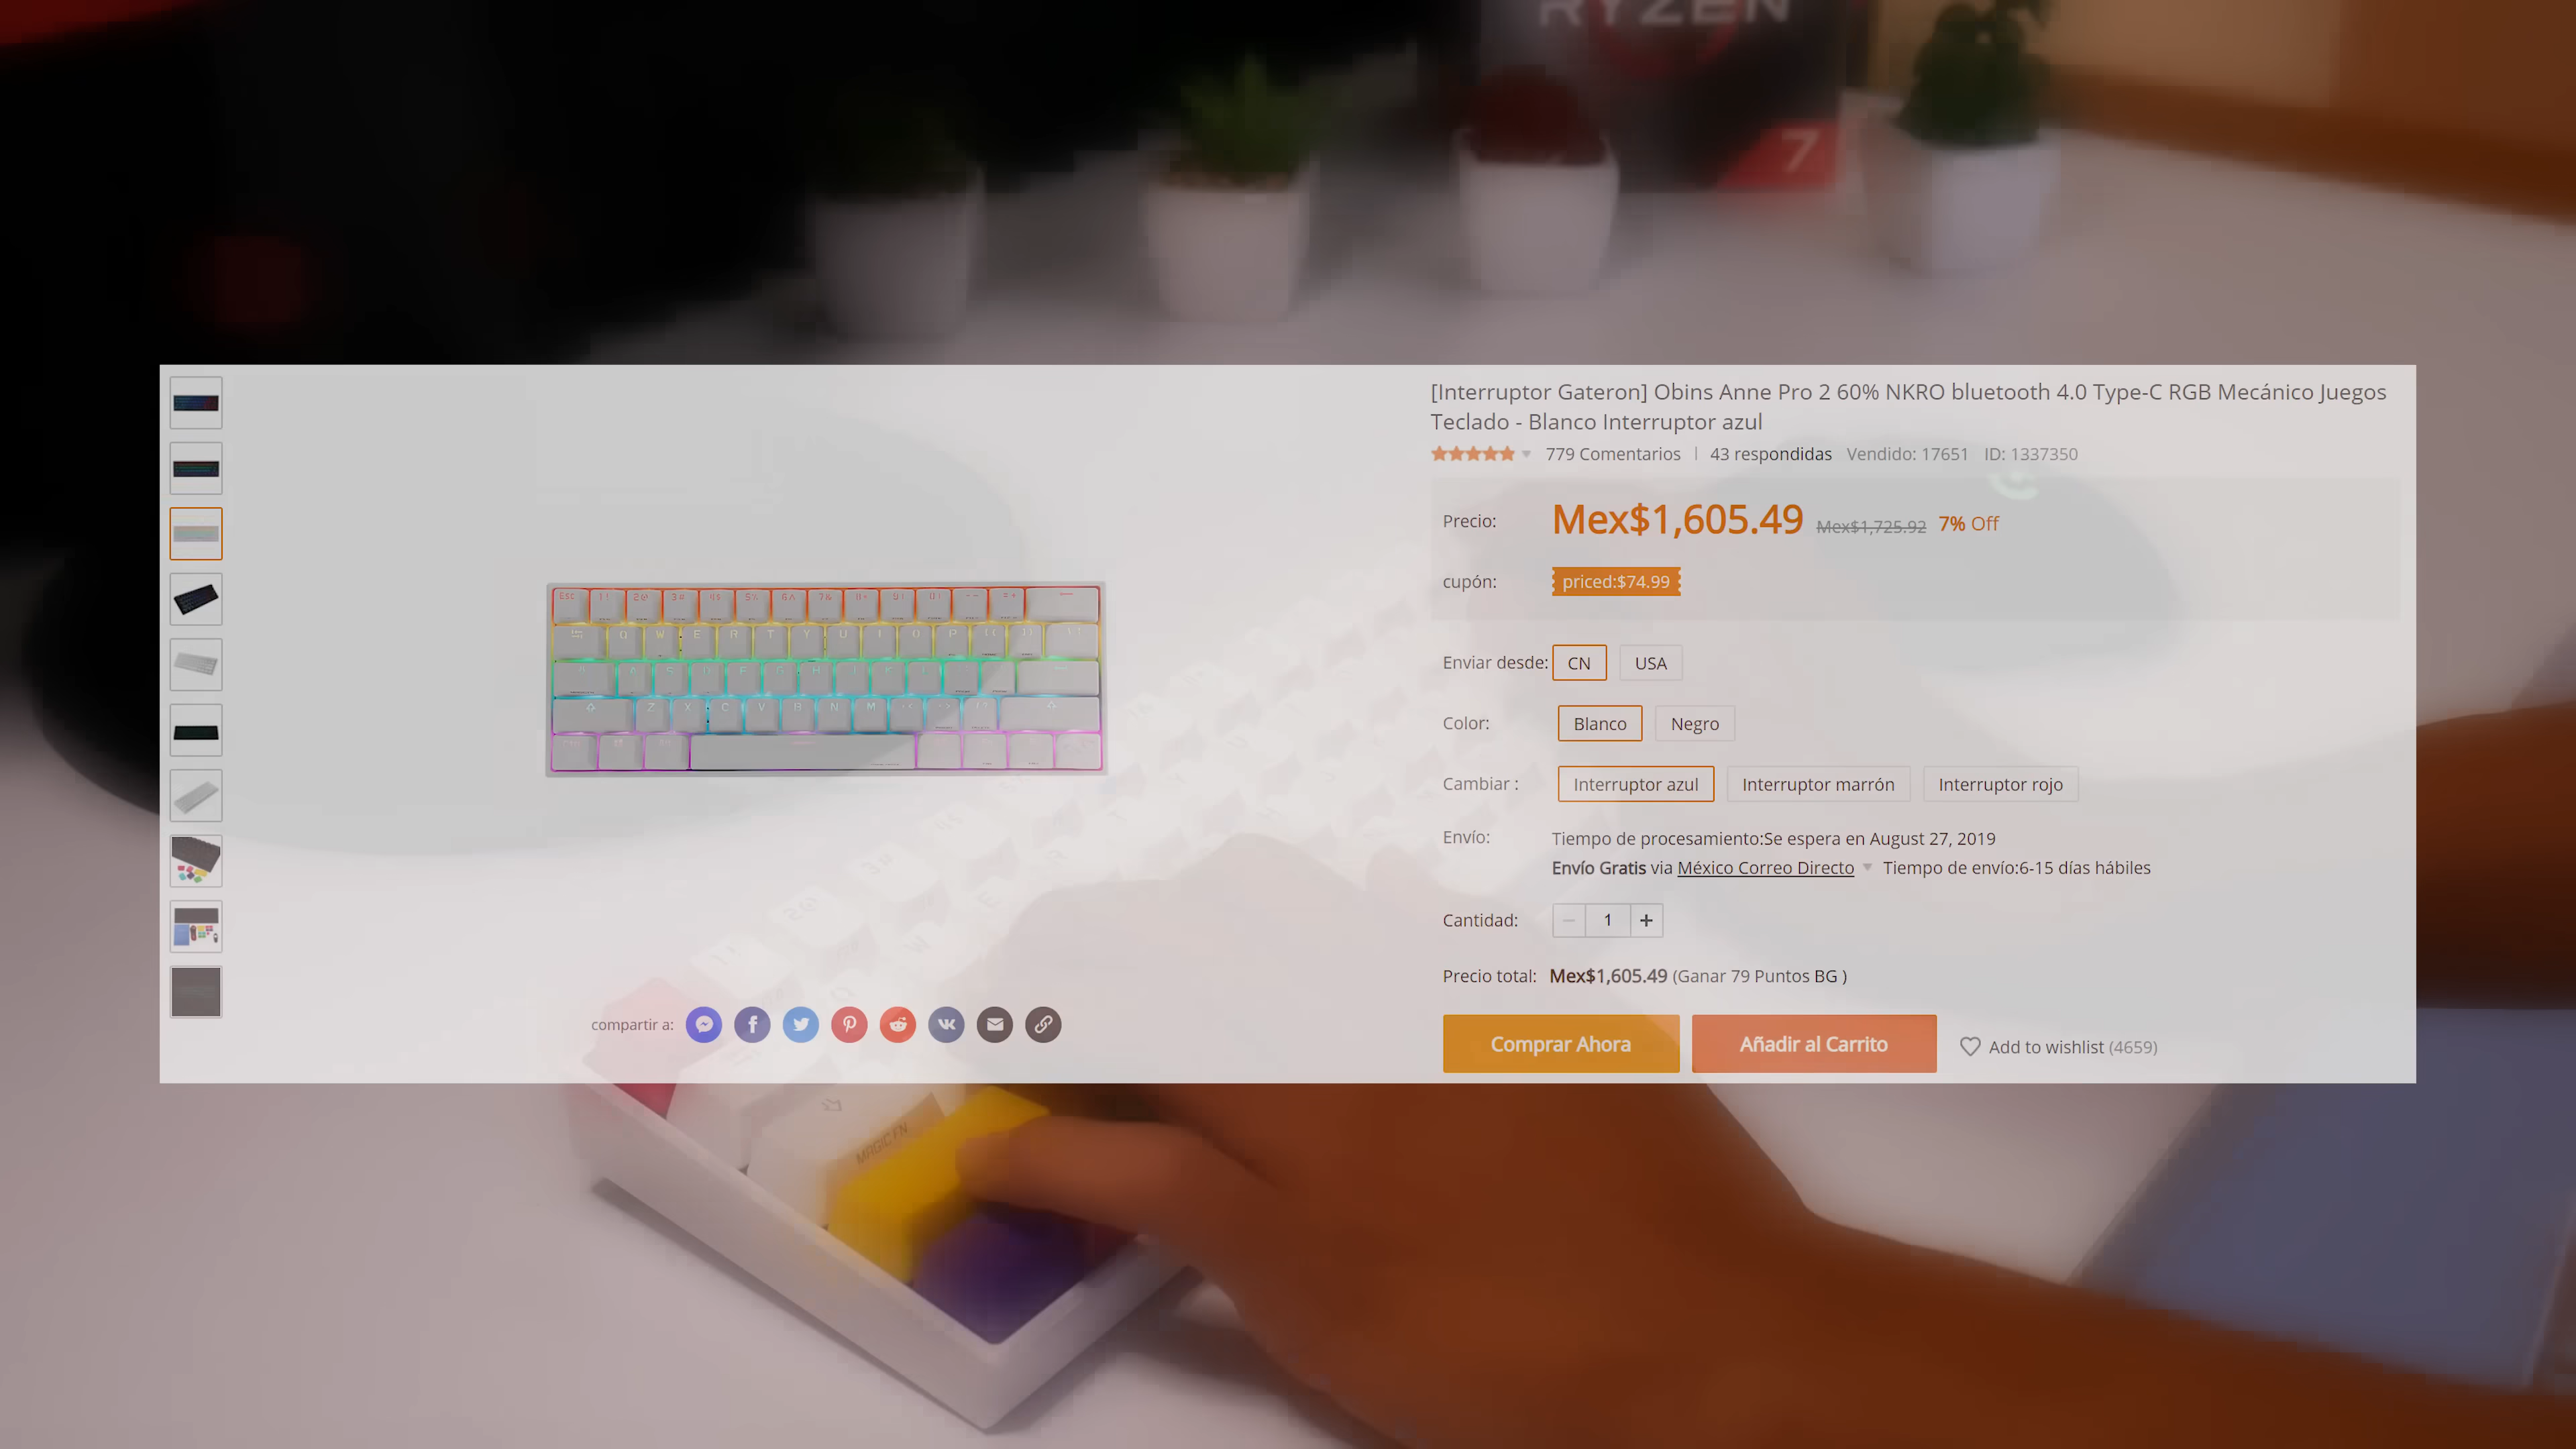 RYZEN
7
[Interruptor Gateron] Obins Anne Pro 2 60% NKRO bluetooth 4.0 Type-C RGB Mecánico Juegos
Teclado - Blanco Interruptor azul
779 Comentarios | 43 respondidas Vendido: 17651 ID: 1337350
Precio: Mex$1,605.49 Mex$1,725.92 7% Off
cupón: priced:$74.99
Enviar desde: CN USA
Color: Blanco Negro
Cambiar : Interruptor azul Interruptor marrón Interruptor rojo
Envío: Tiempo de procesamiento:Se espera en August 27, 2019
Envío Gratis via México Correo Directo Tiempo de envío:6-15 días hábiles
Cantidad: - 1 +
Precio total: Mex$1,605.49 (Ganar 79 Puntos BG )
compartir a:
Comprar Ahora Añadir al Carrito Add to wishlist (4659)
Esc
Q W E R T Y U I O P
Z X C V B N M
MAGIC FN